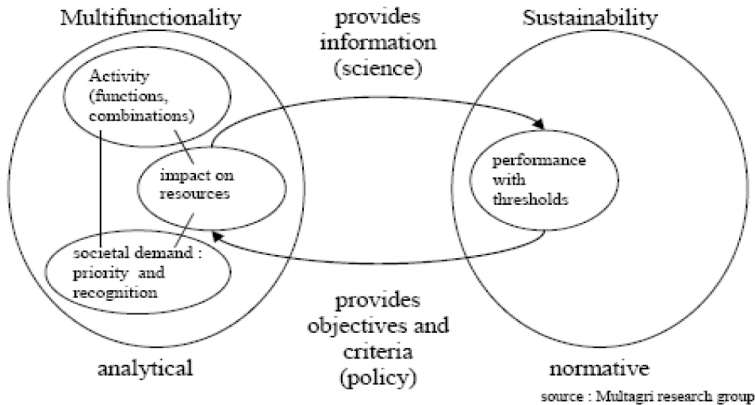 Multifunctionality
Activity
(functions,
combinations)
impact on
resources
societal demand :
priority and
recognition
analytical
provides
information
(science)
provides
objectives and
criteria
(policy)
Sustainability
performance
with
thresholds
normative
source : Multagri research group